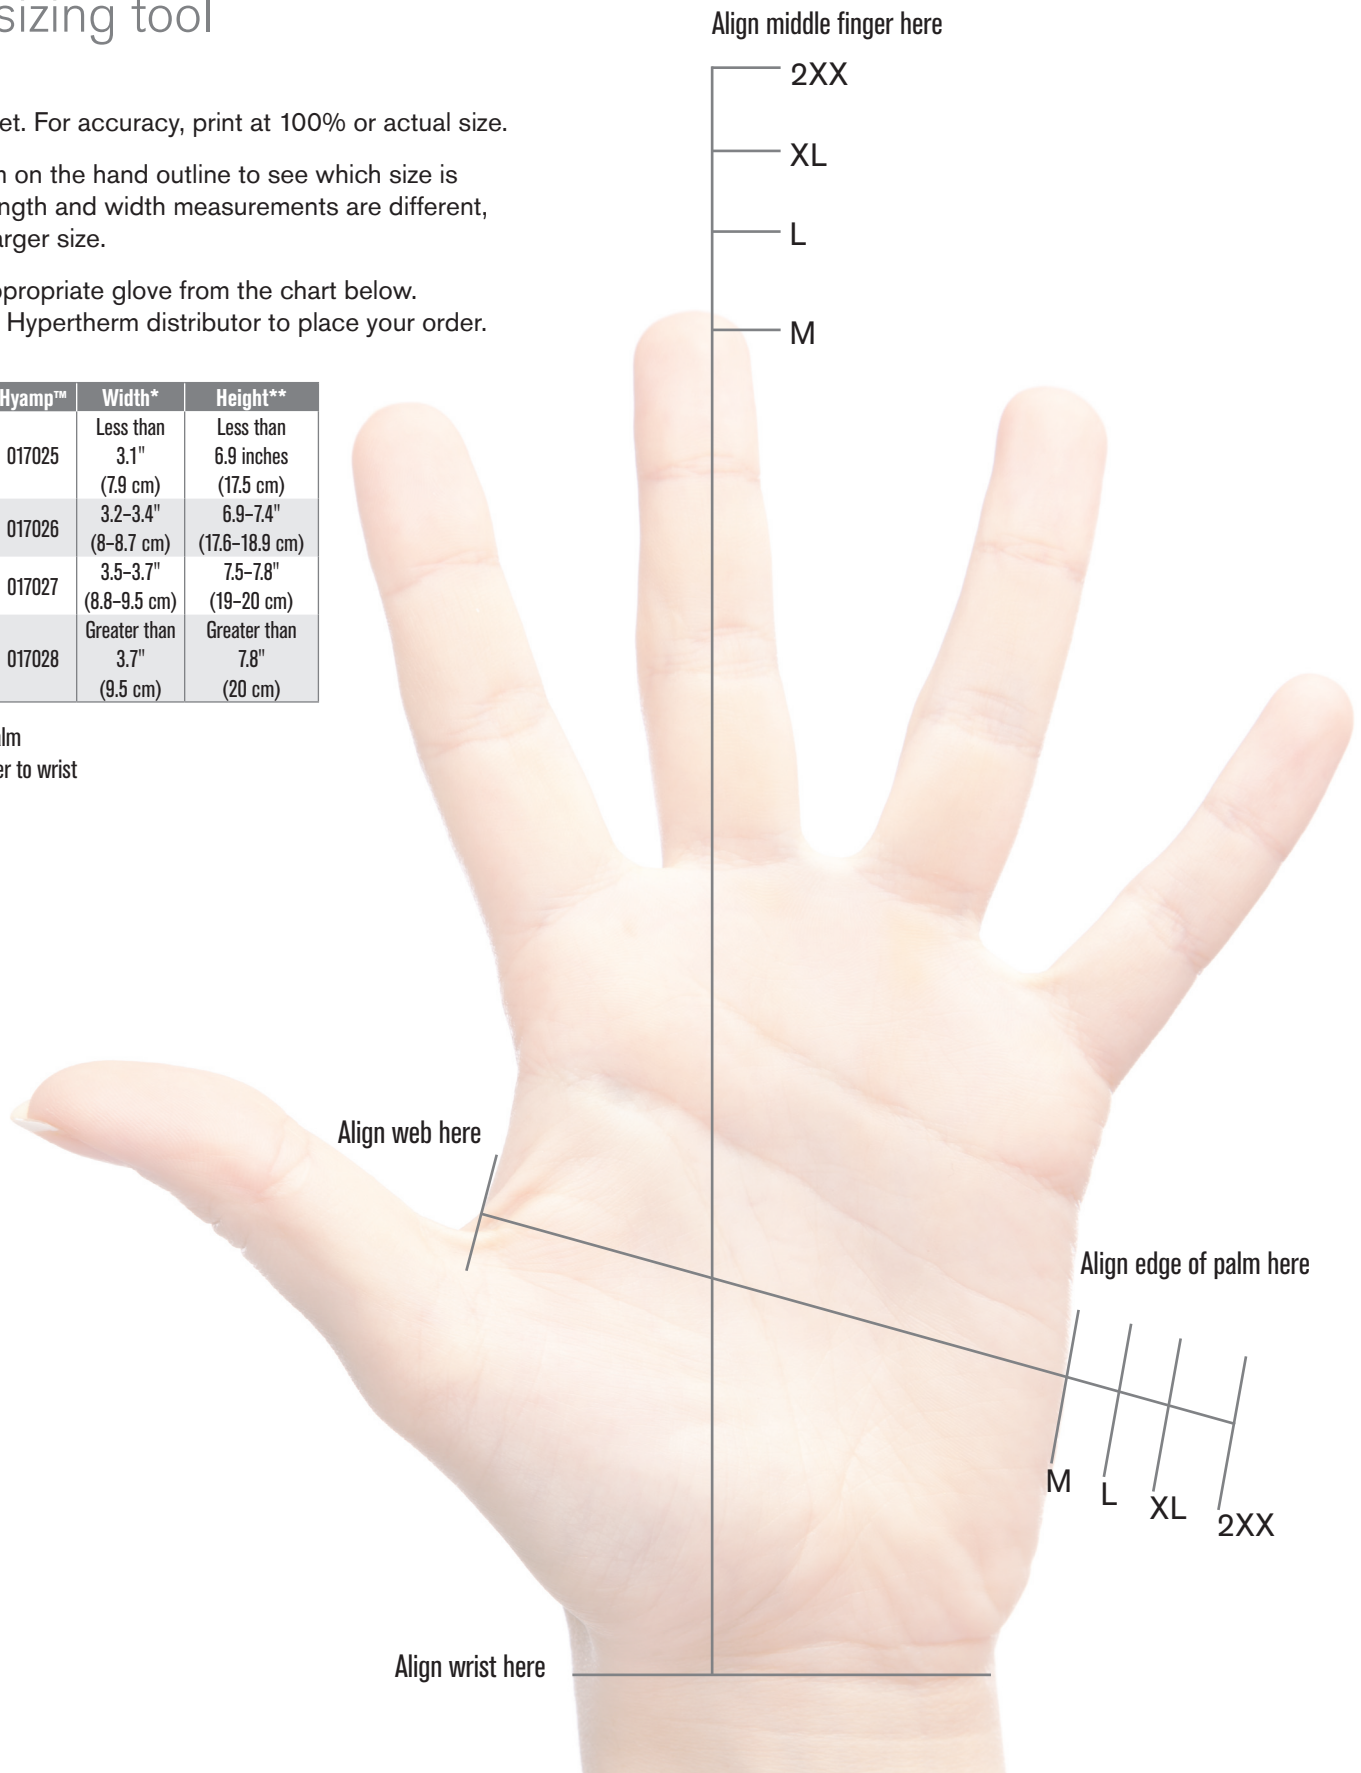 sizing tool
et. For accuracy, print at 100% or actual size.
n on the hand outline to see which size is
ngth and width measurements are different,
arger size.
ppropriate glove from the chart below.
Hypertherm distributor to place your order.
Hyamp™ Width* Height**
017025 Less than 3.1" (7.9 cm) Less than 6.9 inches (17.5 cm)
017026 3.2–3.4" (8–8.7 cm) 6.9–7.4" (17.6–18.9 cm)
017027 3.5–3.7" (8.8–9.5 cm) 7.5–7.8" (19–20 cm)
017028 Greater than 3.7" (9.5 cm) Greater than 7.8" (20 cm)
alm
er to wrist
Align middle finger here
2XX
XL
L
M
Align web here
Align edge of palm here
M
L
XL
2XX
Align wrist here